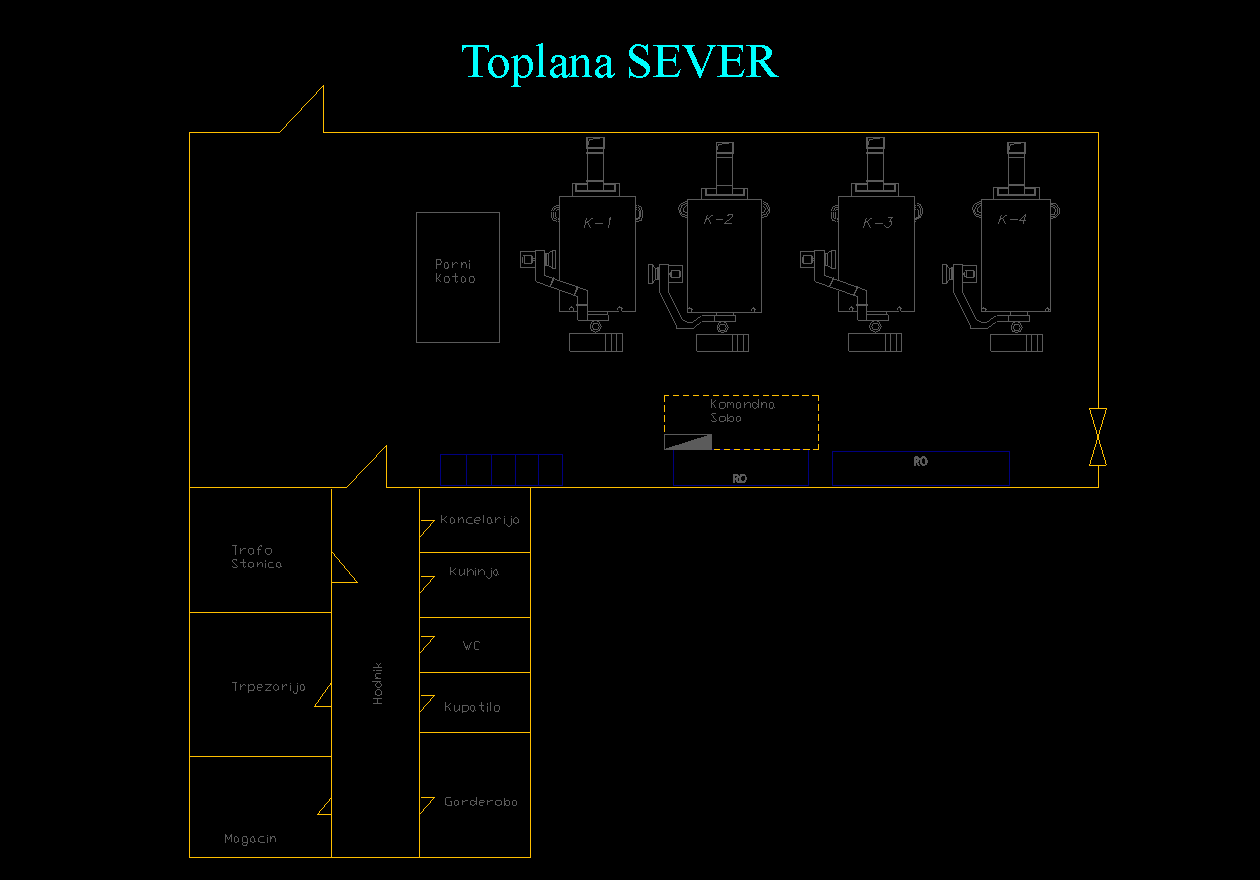 Toplana SEVER
K-1
K-2
K-3
K-4
Parni
Kotao
Komandna
Soba
RO
RO
Kancelarija
Trafo
Stanica
Kuhinja
WC
Hodnik
Trpezarija
Kupatilo
Garderoba
Magacin